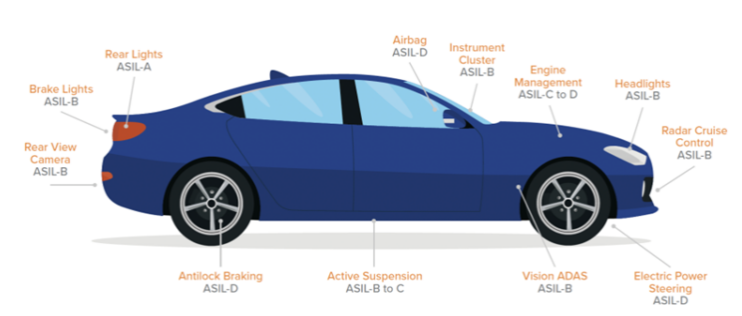 Rear Lights
ASIL-A
Brake Lights
ASIL-B
Rear View
Camera
ASIL-B
Airbag
ASIL-D
Instrument
Cluster
ASIL-B
Engine
Management
ASIL-C to D
Headlights
ASIL-B
Radar Cruise
Control
ASIL-B
Antilock Braking
ASIL-D
Active Suspension
ASIL-B to C
Vision ADAS
ASIL-B
Electric Power
Steering
ASIL-D